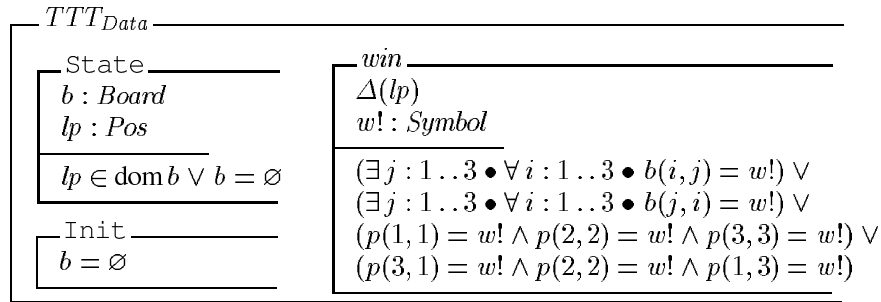 TTT_Data
State
b : Board
lp : Pos
lp ∈ dom b ∨ b = ∅
Init
b = ∅
win
Δ(lp)
w! : Symbol
(∃ j : 1 . . 3 • ∀ i : 1 . . 3 • b(i, j) = w!) ∨
(∃ j : 1 . . 3 • ∀ i : 1 . . 3 • b(j, i) = w!) ∨
(p(1, 1) = w! ∧ p(2, 2) = w! ∧ p(3, 3) = w!) ∨
(p(3, 1) = w! ∧ p(2, 2) = w! ∧ p(1, 3) = w!)